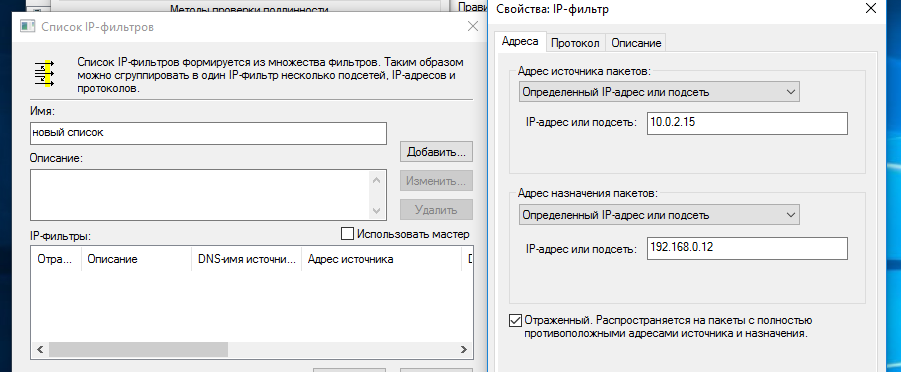 Методы проверки подлинности
Список IP-фильтров
Список IP-фильтров формируется из множества фильтров. Таким образом
можно сгруппировать в один IP-фильтр несколько подсетей, IP-адресов и
протоколов.
Имя:
новый список
Добавить...
Описание:
Изменить...
Удалить
IP-фильтры:
Использовать мастер
Отра...
Описание
DNS-имя источни...
Адрес источника
Свойства: IP-фильтр
Адреса
Протокол
Описание
Адрес источника пакетов:
Определенный IP-адрес или подсеть
IP-адрес или подсеть:
10.0.2.15
Адрес назначения пакетов:
Определенный IP-адрес или подсеть
IP-адрес или подсеть:
192.168.0.12
Отраженный. Распространяется на пакеты с полностью
противоположными адресами источника и назначения.